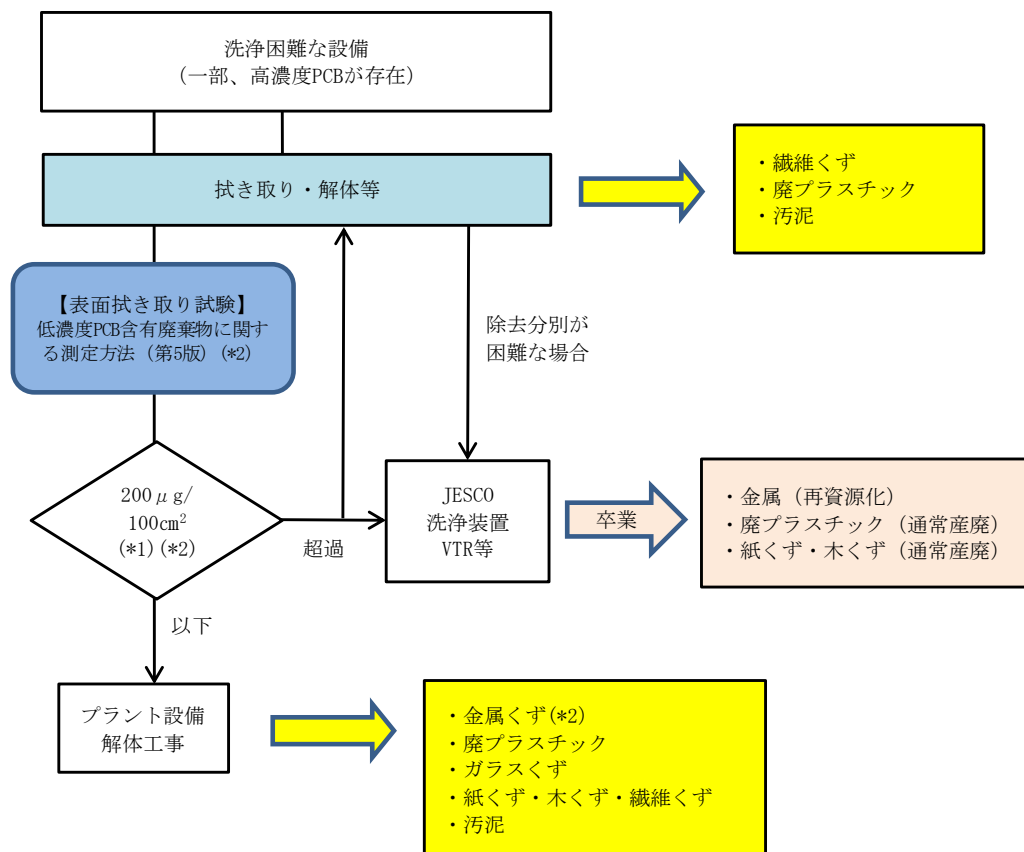 洗浄困難な設備
（一部、高濃度PCBが存在）
拭き取り・解体等
・繊維くず
・廃プラスチック
・汚泥
【表面拭き取り試験】
低濃度PCB含有廃棄物に関す
る測定方法（第5版）(*2)
除去分別が
困難な場合
200μg/
100cm²
(*1)(*2)
超過
JESCO
洗浄装置
VTR等
卒業
・金属（再資源化）
・廃プラスチック（通常産廃）
・紙くず・木くず（通常産廃）
以下
プラント設備
解体工事
・金属くず(*2)
・廃プラスチック
・ガラスくず
・紙くず・木くず・繊維くず
・汚泥